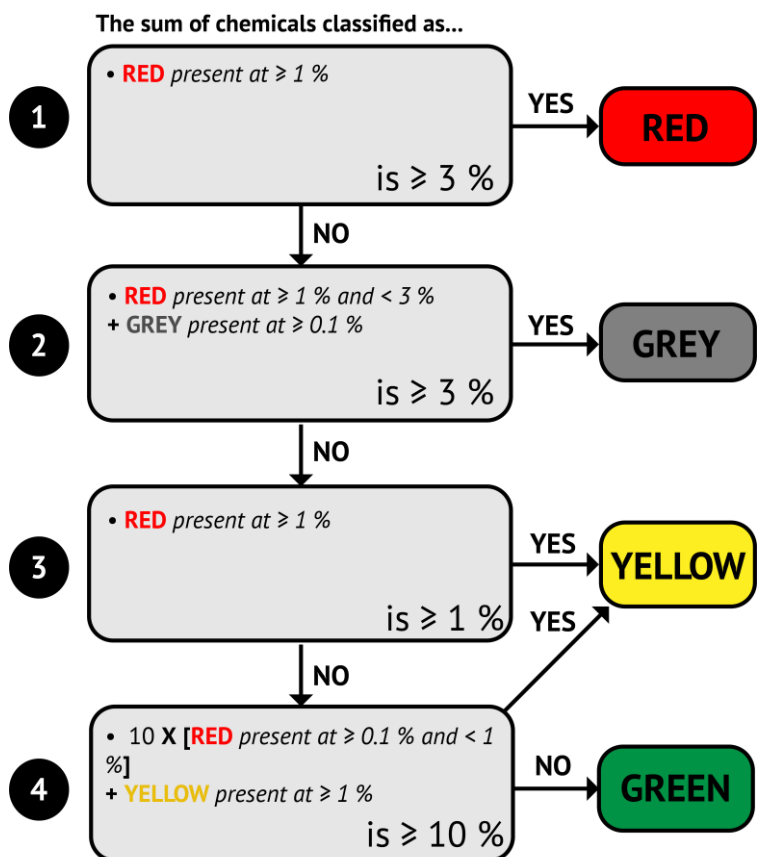 The sum of chemicals classified as...
1
• RED present at ⩾ 1 %
is ⩾ 3 %
YES
RED
NO
2
• RED present at ⩾ 1 % and < 3 %
+ GREY present at ⩾ 0.1 %
is ⩾ 3 %
YES
GREY
NO
3
• RED present at ⩾ 1 %
is ⩾ 1 %
YES
YELLOW
YES
NO
4
• 10 X [RED present at ⩾ 0.1 % and < 1
%]
+ YELLOW present at ⩾ 1 %
is ⩾ 10 %
NO
GREEN